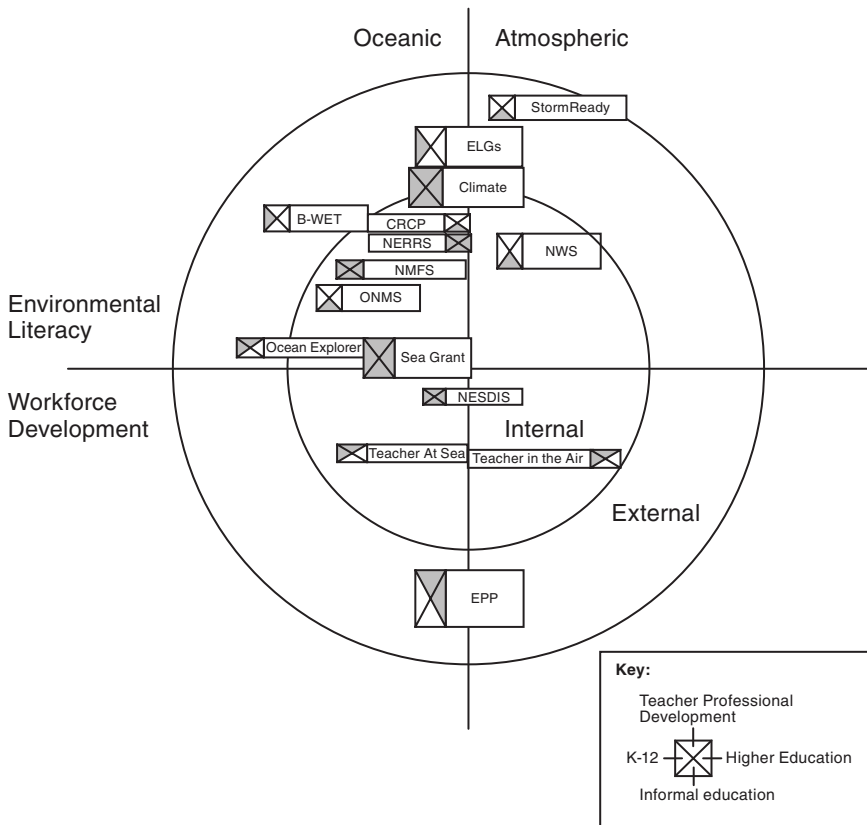 Oceanic
Atmospheric
StormReady
ELGs
Climate
B-WET
CRCP
NERRS
NWS
NMFS
ONMS
Environmental
Literacy
Ocean Explorer
Sea Grant
Workforce
Development
NESDIS
Internal
Teacher At Sea
Teacher in the Air
External
EPP
Key:
Teacher Professional
Development
K-12
Higher Education
Informal education